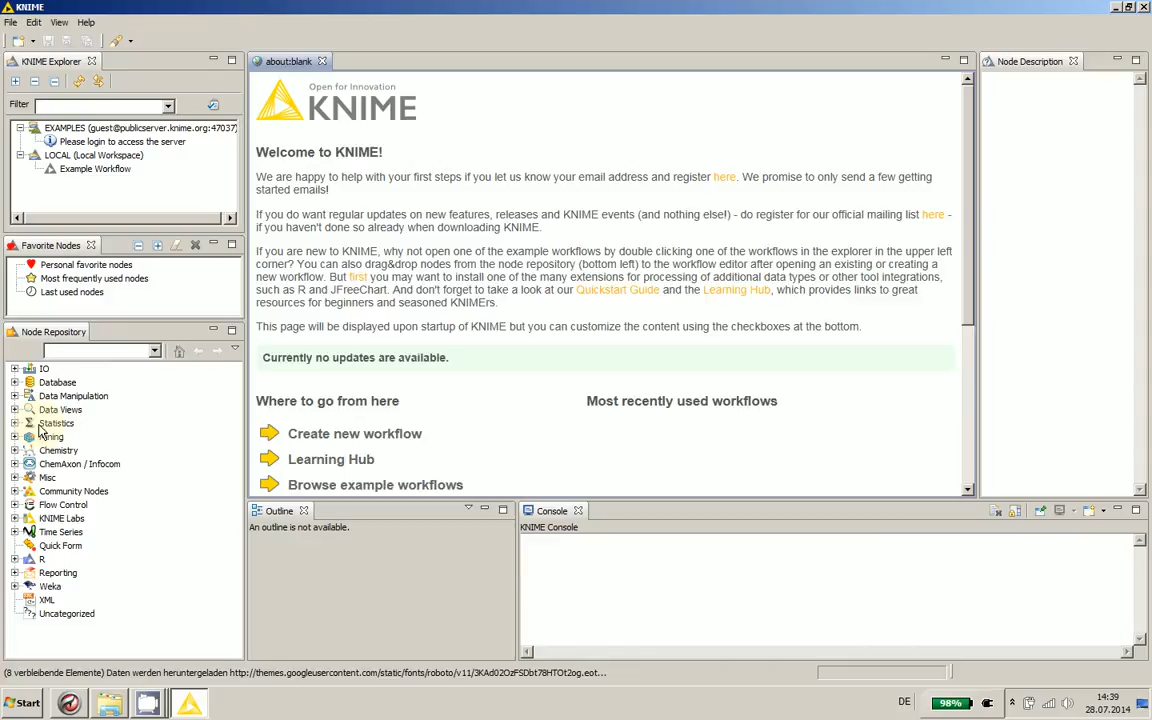 KNIME
File Edit View Help
KNIME Explorer
Filter
EXAMPLES (guest@publicserver.knime.org:47037)
Please login to access the server
LOCAL (Local Workspace)
Example Workflow
Favorite Nodes
Personal favorite nodes
Most frequently used nodes
Last used nodes
Node Repository
IO
Database
Data Manipulation
Data Views
Statistics
Mining
Chemistry
ChemAxon / Infocom
Misc
Community Nodes
Flow Control
KNIME Labs
Time Series
Quick Form
R
Reporting
Weka
XML
Uncategorized
about:blank
Open for Innovation
KNIME
Welcome to KNIME!
We are happy to help with your first steps if you let us know your email address and register here. We promise to only send a few getting
started emails!
If you do want regular updates on new features, releases and KNIME events (and nothing else!) - do register for our official mailing list here -
if you haven't done so already when downloading KNIME.
If you are new to KNIME, why not open one of the example workflows by double clicking one of the workflows in the explorer in the upper left
corner? You can also drag&drop nodes from the node repository (bottom left) to the workflow editor after opening an existing or creating a
new workflow. But first you may want to install one of the many extensions for processing of additional data types or other tool integrations,
such as R and JFreeChart. And don't forget to take a look at our Quickstart Guide and the Learning Hub, which provides links to great
resources for beginners and seasoned KNIMErs.
This page will be displayed upon startup of KNIME but you can customize the content using the checkboxes at the bottom.
Currently no updates are available.
Where to go from here
Most recently used workflows
Create new workflow
Learning Hub
Browse example workflows
Node Description
Outline
An outline is not available.
Console
KNIME Console
(8 verbleibende Elemente) Daten werden heruntergeladen http://themes.googleusercontent.com/static/fonts/roboto/v11/3KAd02OzFSDbt78HTOt2og.eot...
Start
DE
98%
14:39
28.07.2014